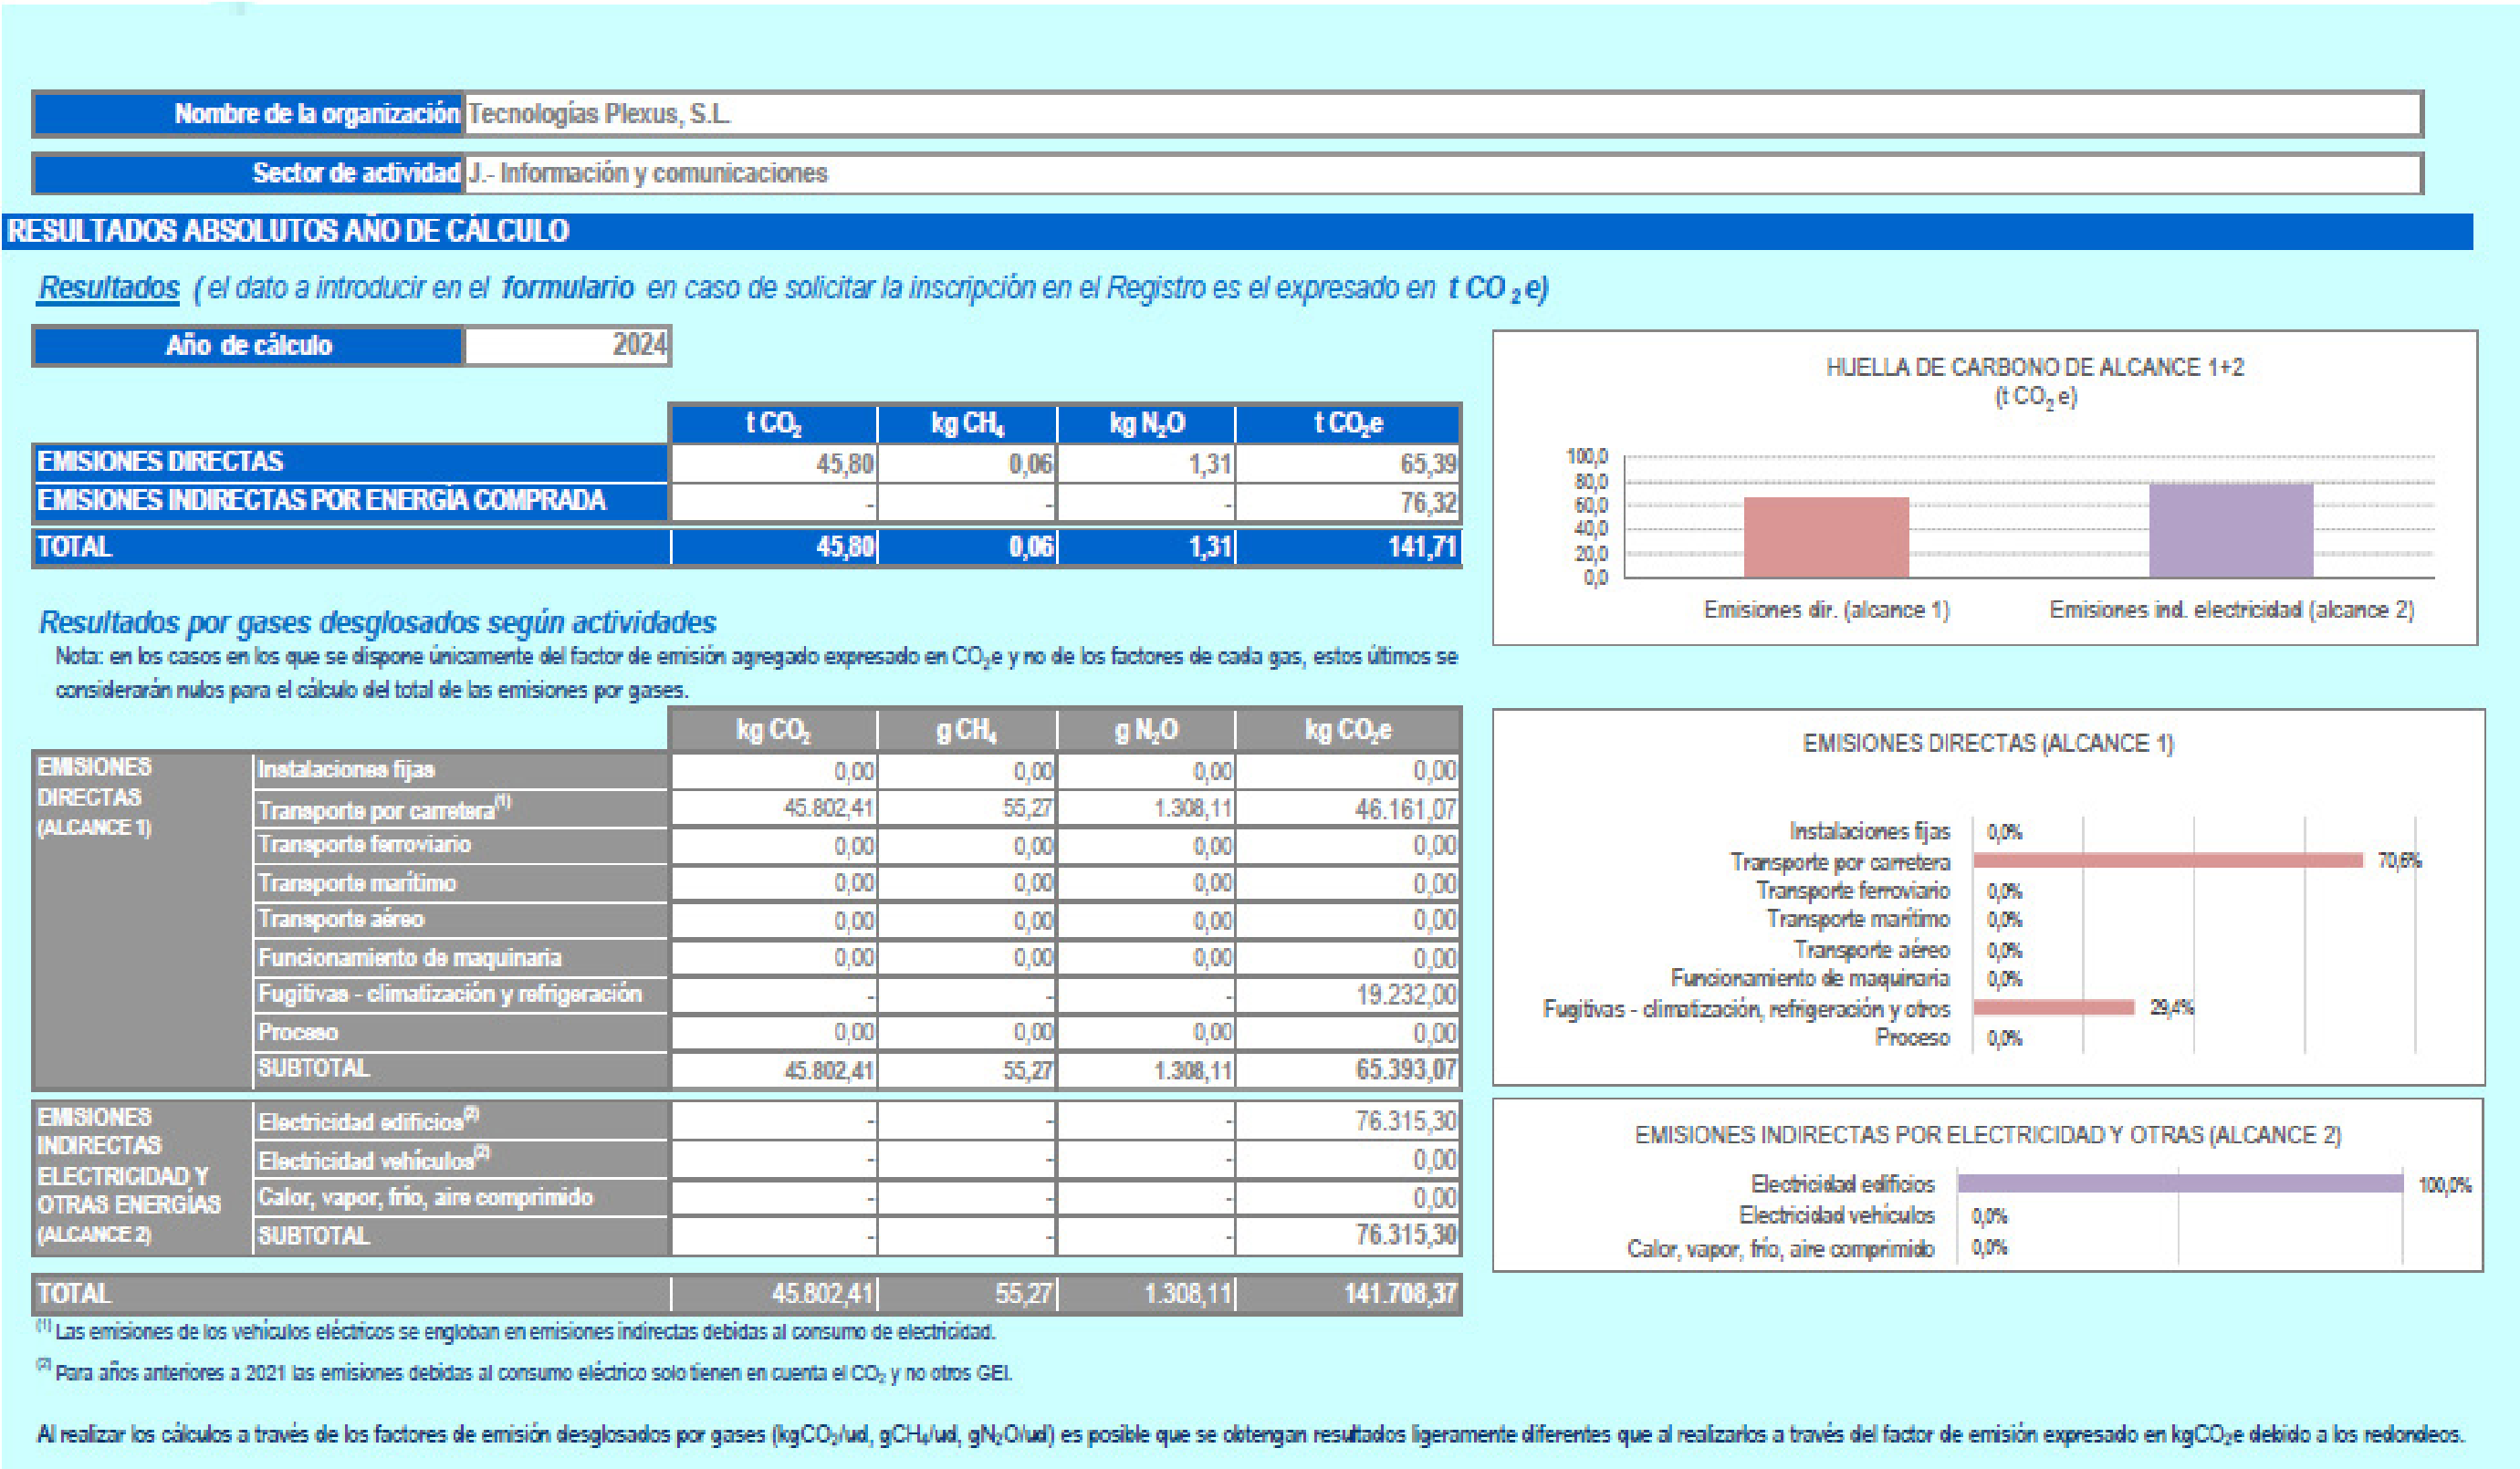 Nombre de la organización Tecnologías Plexus, S.L.
Sector de actividad J.- Información y comunicaciones
RESULTADOS ABSOLUTOS AÑO DE CÁLCULO
Resultados (el dato a introducir en el formulario en caso de solicitar la inscripción en el Registro es el expresado en t CO₂e)
Año de cálculo 2024
t CO₂ kg CH₄ kg N₂O t CO₂e
EMISIONES DIRECTAS 45,80 0,06 1,31 65,39
EMISIONES INDIRECTAS POR ENERGÍA COMPRADA - - - 76,32
TOTAL 45,80 0,06 1,31 141,71
HUELLA DE CARBONO DE ALCANCE 1+2
(t CO₂ e)
100,0
80,0
60,0
40,0
20,0
0,0
Emisiones dir. (alcance 1) Emisiones ind. electricidad (alcance 2)
Resultados por gases desglosados según actividades
Nota: en los casos en los que se dispone únicamente del factor de emisión agregado expresado en CO₂e y no de los factores de cada gas, estos últimos se
considerarán nulos para el cálculo del total de las emisiones por gases.
kg CO₂ g CH₄ g N₂O kg CO₂e
EMISIONES
DIRECTAS
(ALCANCE 1)
Instalaciones fijas 0,00 0,00 0,00 0,00
Transporte por carretera(1) 45.802,41 55,27 1.308,11 46.161,07
Transporte ferroviario 0,00 0,00 0,00 0,00
Transporte marítimo 0,00 0,00 0,00 0,00
Transporte aéreo 0,00 0,00 0,00 0,00
Funcionamiento de maquinaria 0,00 0,00 0,00 0,00
Fugitivas - climatización y refrigeración - - - 19.232,00
Proceso 0,00 0,00 0,00 0,00
SUBTOTAL 45.802,41 55,27 1.308,11 65.393,07
EMISIONES
INDIRECTAS
ELECTRICIDAD Y
OTRAS ENERGÍAS
(ALCANCE 2)
Electricidad edificios(2) - - - 76.315,30
Electricidad vehículos(2) - - - 0,00
Calor, vapor, frío, aire comprimido - - - 0,00
SUBTOTAL - - - 76.315,30
TOTAL 45.802,41 55,27 1.308,11 141.708,37
EMISIONES DIRECTAS (ALCANCE 1)
Instalaciones fijas 0,0%
Transporte por carretera 70,6%
Transporte ferroviario 0,0%
Transporte marítimo 0,0%
Transporte aéreo 0,0%
Funcionamiento de maquinaria 0,0%
Fugitivas - climatización, refrigeración y otros 29,4%
Proceso 0,0%
EMISIONES INDIRECTAS POR ELECTRICIDAD Y OTRAS (ALCANCE 2)
Electricidad edificios 100,0%
Electricidad vehículos 0,0%
Calor, vapor, frío, aire comprimido 0,0%
(1) Las emisiones de los vehículos eléctricos se engloban en emisiones indirectas debidas al consumo de electricidad.
(2) Para años anteriores a 2021 las emisiones debidas al consumo eléctrico solo tienen en cuenta el CO₂ y no otros GEI.
Al realizar los cálculos a través de los factores de emisión desglosados por gases (kgCO₂/ud, gCH₄/ud, gN₂O/ud) es posible que se obtengan resultados ligeramente diferentes que al realizarlos a través del factor de emisión expresado en kgCO₂e debido a los redondeos.